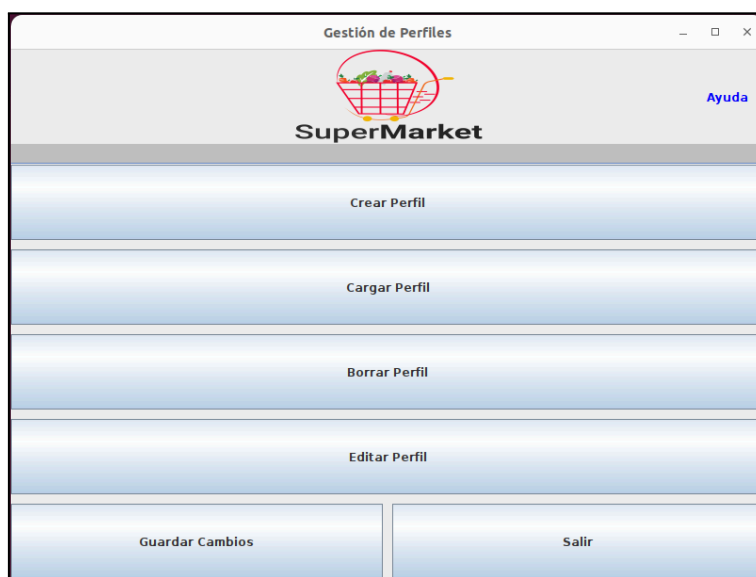 Gestión de Perfiles
Ayuda
SuperMarket
Crear Perfil
Cargar Perfil
Borrar Perfil
Editar Perfil
Guardar Cambios
Salir